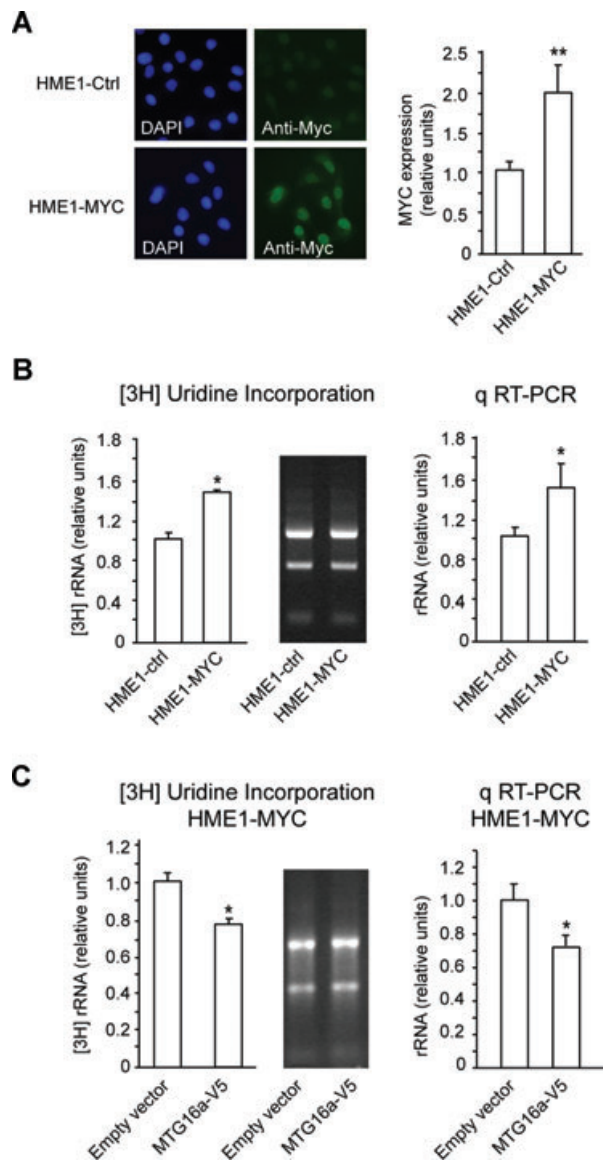 A
HME1-Ctrl
DAPI
Anti-Myc
HME1-MYC
DAPI
Anti-Myc
MYC expression
(relative units)
2.5
2.0
1.5
1.0
2.5
0
**
HME1-Ctrl
HME1-MYC
B
[3H] Uridine Incorporation
[3H] rRNA (relative units)
1.8
1.6
1.2
0.8
0.4
0
*
HME1-ctrl
HME1-MYC
HME1-ctrl
HME1-MYC
q RT-PCR
rRNA (relative units)
1.8
1.6
1.2
0.8
0.4
0
*
HME1-ctrl
HME1-MYC
C
[3H] Uridine Incorporation
HME1-MYC
[3H] rRNA (relative units)
1.2
1.0
0.8
0.6
0.4
0.2
0
*
Empty vector
MTG16a-V5
Empty vector
MTG16a-V5
q RT-PCR
HME1-MYC
rRNA (relative units)
1.2
1.0
0.8
0.6
0.4
0.2
0
*
Empty vector
MTG16a-V5